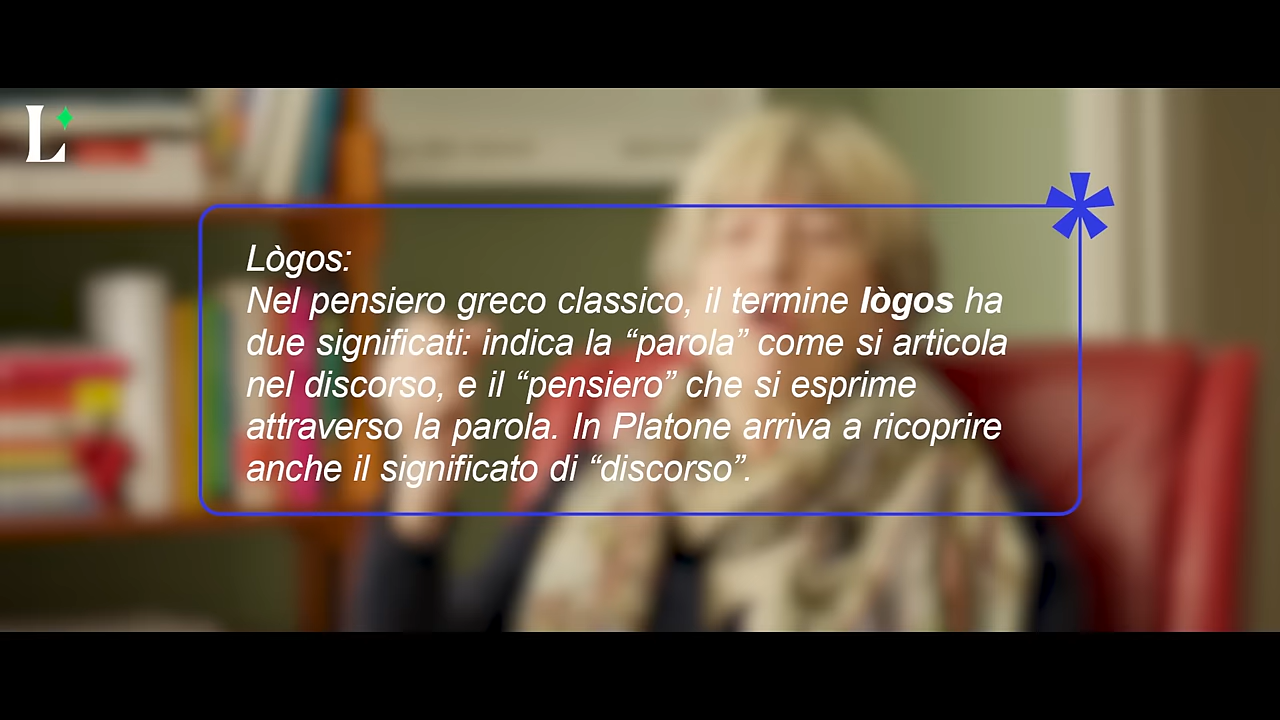 L
Lògos:
Nel pensiero greco classico, il termine lògos ha
due significati: indica la “parola” come si articola
nel discorso, e il “pensiero” che si esprime
attraverso la parola. In Platone arriva a ricoprire
anche il significato di “discorso”.